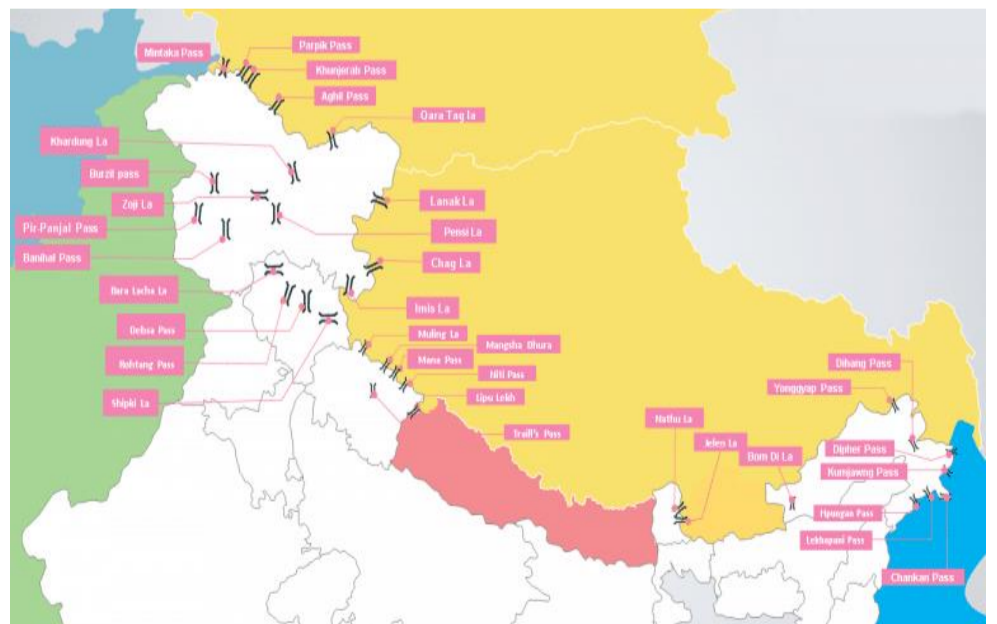 Parpik Pass
Mintaka Pass
Khunjerab Pass
Aghil Pass
Qara Tag la
Khardung La
Burzil pass
Zoji La
Lanak La
Pir-Panjal Pass
Pensi La
Banihal Pass
Chag La
Bara Lacha La
Imis La
Debsa Pass
Muling La
Mangsha Dhura
Rohtang Pass
Mana Pass
Niti Pass
Shipki La
Lipu Lekh
Traill's Pass
Dihang Pass
Yonggyap Pass
Nathu La
Jelen La
Bom Di La
Dipher Pass
Kumjawng Pass
Hpungan Pass
Lekhapani Pass
Chankan Pass